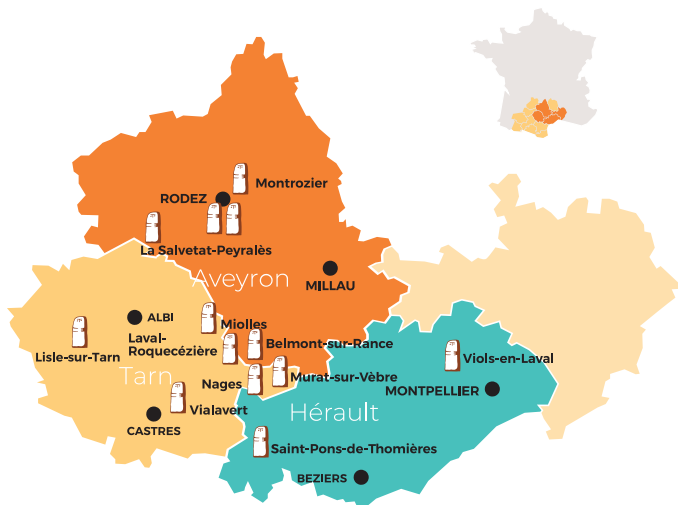 Montrozier
RODEZ
La Salvetat-Peyralès
Aveyron
MILLAU
ALBI
Miolles
Laval-
Roquecézière
Belmont-sur-Rance
Lisle-sur-Tarn
Viols-en-Laval
Tarn
Nages
Murat-sur-Vèbre
MONTPELLIER
Vialavert
Hérault
CASTRES
Saint-Pons-de-Thomières
BEZIERS